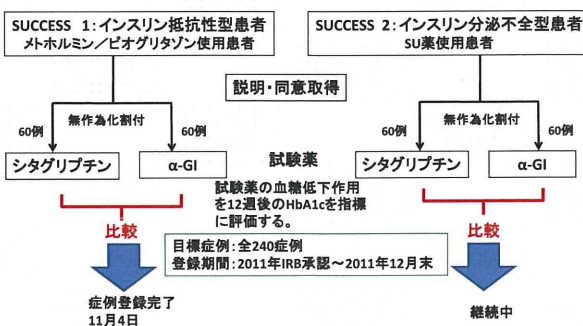 SUCCESS 1:インスリン抵抗性型患者
メトホルミン/ピオグリタゾン使用患者
SUCCESS 2:インスリン分泌不全型患者
SU薬使用患者
説明・同意取得
無作為化割付
60例
60例
シタグリプチン
α-GI
無作為化割付
60例
60例
シタグリプチン
α-GI
試験薬
試験薬の血糖低下作用
を12週後のHbA1cを指標
に評価する。
比較
比較
目標症例:全240症例
登録期間:2011年IRB承認~2011年12月末
症例登録完了
11月4日
継続中